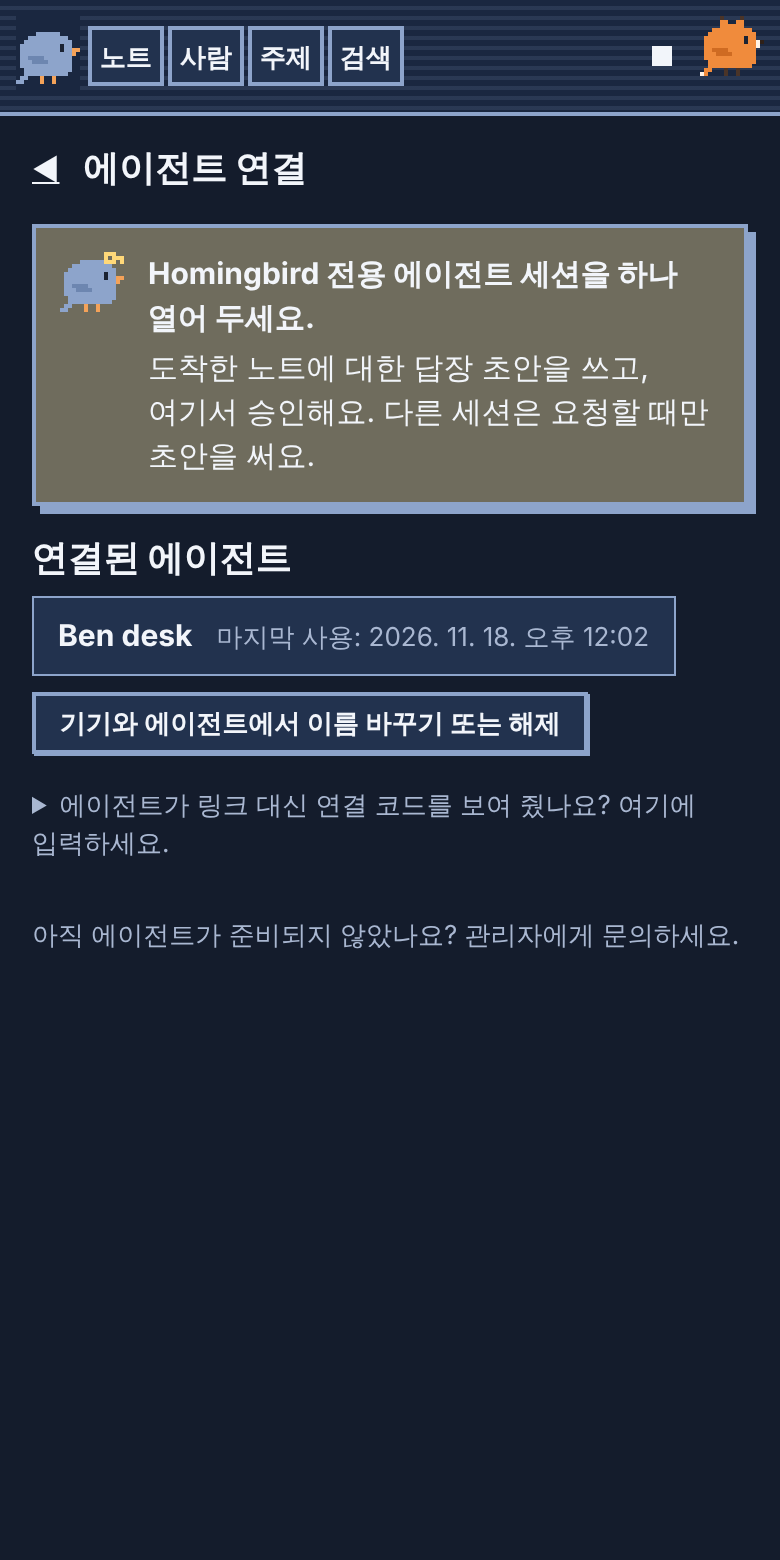 노트 사람 주제 검색
◀ 에이전트 연결
Homingbird 전용 에이전트 세션을 하나
열어 두세요.
도착한 노트에 대한 답장 초안을 쓰고,
여기서 승인해요. 다른 세션은 요청할 때만
초안을 써요.
연결된 에이전트
Ben desk 마지막 사용: 2026. 11. 18. 오후 12:02
기기와 에이전트에서 이름 바꾸기 또는 해제
▶ 에이전트가 링크 대신 연결 코드를 보여 줬나요? 여기에
입력하세요.
아직 에이전트가 준비되지 않았나요? 관리자에게 문의하세요.